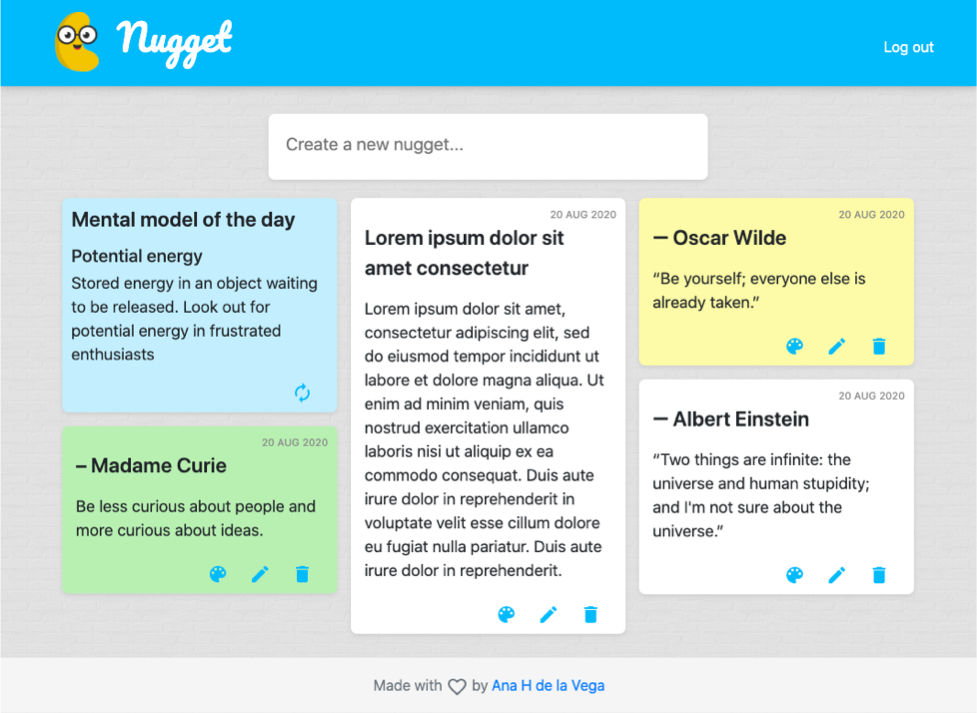 Nugget
Log out
Create a new nugget...
Mental model of the day
Potential energy
Stored energy in an object waiting
to be released. Look out for
potential energy in frustrated
enthusiasts
20 AUG 2020
– Madame Curie
Be less curious about people and
more curious about ideas.
20 AUG 2020
Lorem ipsum dolor sit
amet consectetur
Lorem ipsum dolor sit amet,
consectetur adipiscing elit, sed
do eiusmod tempor incididunt ut
labore et dolore magna aliqua. Ut
enim ad minim veniam, quis
nostrud exercitation ullamco
laboris nisi ut aliquip ex ea
commodo consequat. Duis aute
irure dolor in reprehenderit in
voluptate velit esse cillum dolore
eu fugiat nulla pariatur. Duis aute
irure dolor in reprehenderit.
20 AUG 2020
— Oscar Wilde
“Be yourself; everyone else is
already taken.”
20 AUG 2020
— Albert Einstein
“Two things are infinite: the
universe and human stupidity;
and I'm not sure about the
universe.”
Made with by Ana H de la Vega